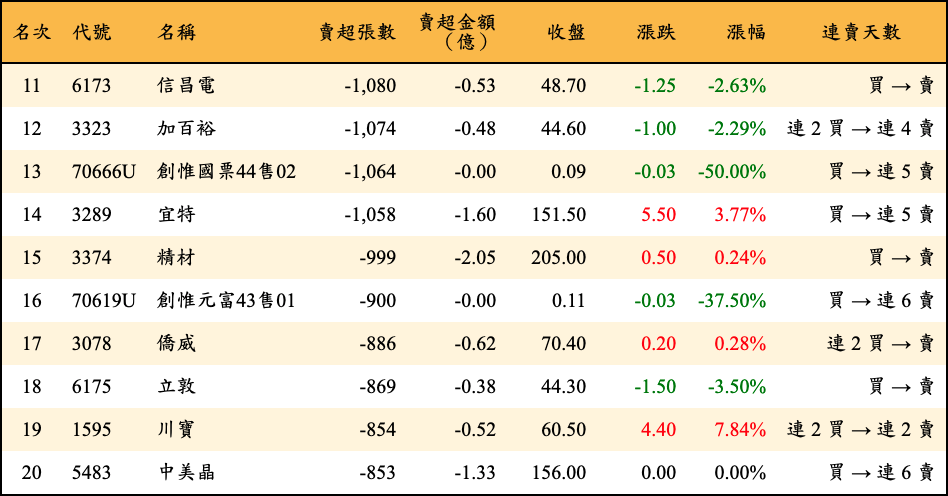 名次 代號 名稱 賣超張數 賣超金額（億） 收盤 漲跌 漲幅 連賣天數
11 6173 信昌電 -1,080 -0.53 48.70 -1.25 -2.63% 買→賣
12 3323 加百裕 -1,074 -0.48 44.60 -1.00 -2.29% 連 2 買→連 4 賣
13 70666U 創惟國票44售02 -1,064 -0.00 0.09 -0.03 -50.00% 買→連 5 賣
14 3289 宜特 -1,058 -1.60 151.50 5.50 3.77% 買→連 5 賣
15 3374 精材 -999 -2.05 205.00 0.50 0.24% 買→賣
16 70619U 創惟元富43售01 -900 -0.00 0.11 -0.03 -37.50% 買→連 6 賣
17 3078 僑威 -886 -0.62 70.40 0.20 0.28% 連 2 買→賣
18 6175 立敦 -869 -0.38 44.30 -1.50 -3.50% 買→賣
19 1595 川寶 -854 -0.52 60.50 4.40 7.84% 連 2 買→連 2 賣
20 5483 中美晶 -853 -1.33 156.00 0.00 0.00% 買→連 6 賣